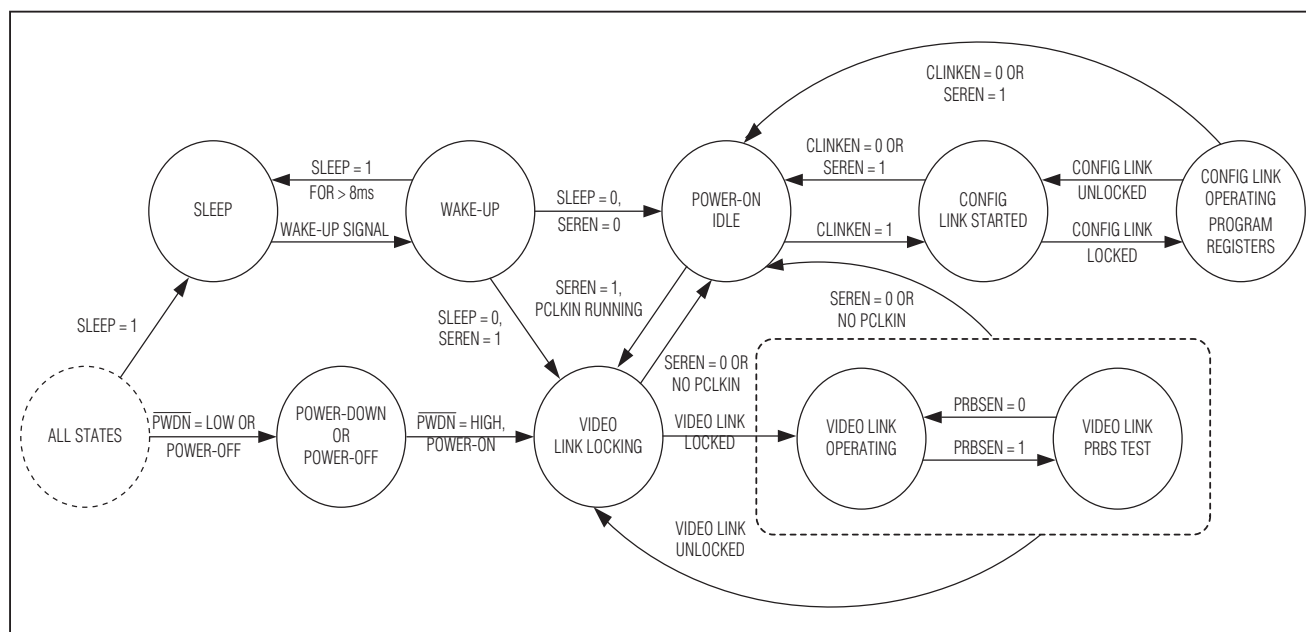 CLINKEN = 0 OR
SEREN = 1
SLEEP
SLEEP = 1
FOR > 8ms
WAKE-UP SIGNAL
WAKE-UP
SLEEP = 0,
SEREN = 0
POWER-ON
IDLE
CLINKEN = 0 OR
SEREN = 1
CLINKEN = 1
CONFIG
LINK STARTED
CONFIG LINK
UNLOCKED
CONFIG LINK
LOCKED
CONFIG LINK
OPERATING
PROGRAM
REGISTERS
SLEEP = 1
SLEEP = 0,
SEREN = 1
SEREN = 1,
PCLKIN RUNNING
SEREN = 0 OR
NO PCLKIN
SEREN = 0 OR
NO PCLKIN
ALL STATES
PWDN = LOW OR
POWER-OFF
POWER-DOWN
OR
POWER-OFF
PWDN = HIGH,
POWER-ON
VIDEO
LINK LOCKING
VIDEO LINK
LOCKED
VIDEO LINK
OPERATING
PRBSEN = 0
PRBSEN = 1
VIDEO LINK
PRBS TEST
VIDEO LINK
UNLOCKED